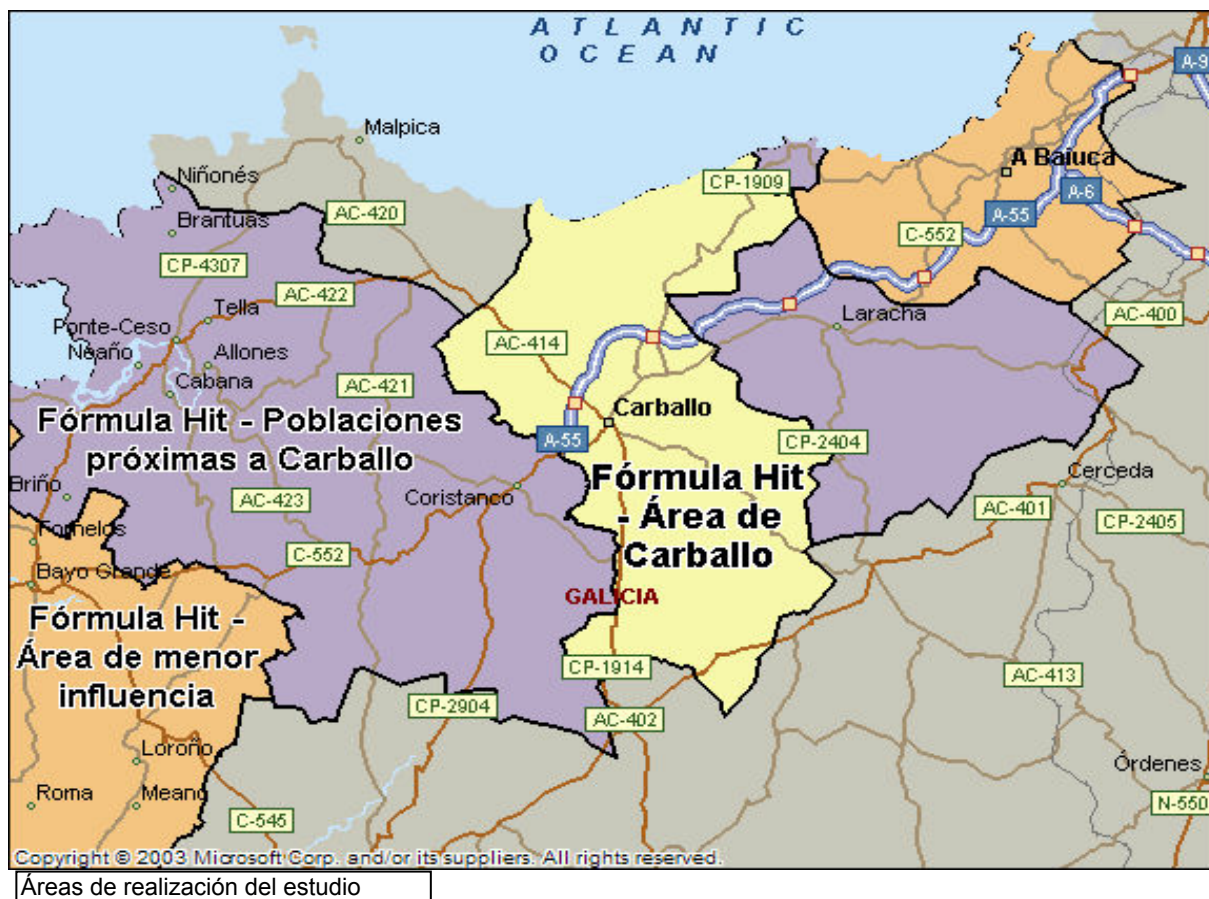 ATLANTIC
OCEAN
A-9
Malpica
A Baiuca
Niñonés
CP-1909
A-6
Brantuas
AC-420
A-55
C-552
CP-4307
AC-422
Tella
AC-400
Ponte-Ceso
Laracha
AC-414
Neaño
Allones
Cabana
AC-421
Carballo
Fórmula Hit - Poblaciones
próximas a Carballo
A-55
CP-2404
Cerceda
Briño
Coristanco
Fórmula Hit
- Área de
Carballo
AC-423
AC-401
CP-2405
Fornelos
C-552
Bayo Grande
GALICIA
Fórmula Hit -
Área de menor
influencia
CP-1914
AC-413
CP-2904
AC-402
Loroño
Órdenes
Roma
Meano
N-550
C-545
Copyright © 2003 Microsoft Corp. and/or its suppliers. All rights reserved.
Áreas de realización del estudio